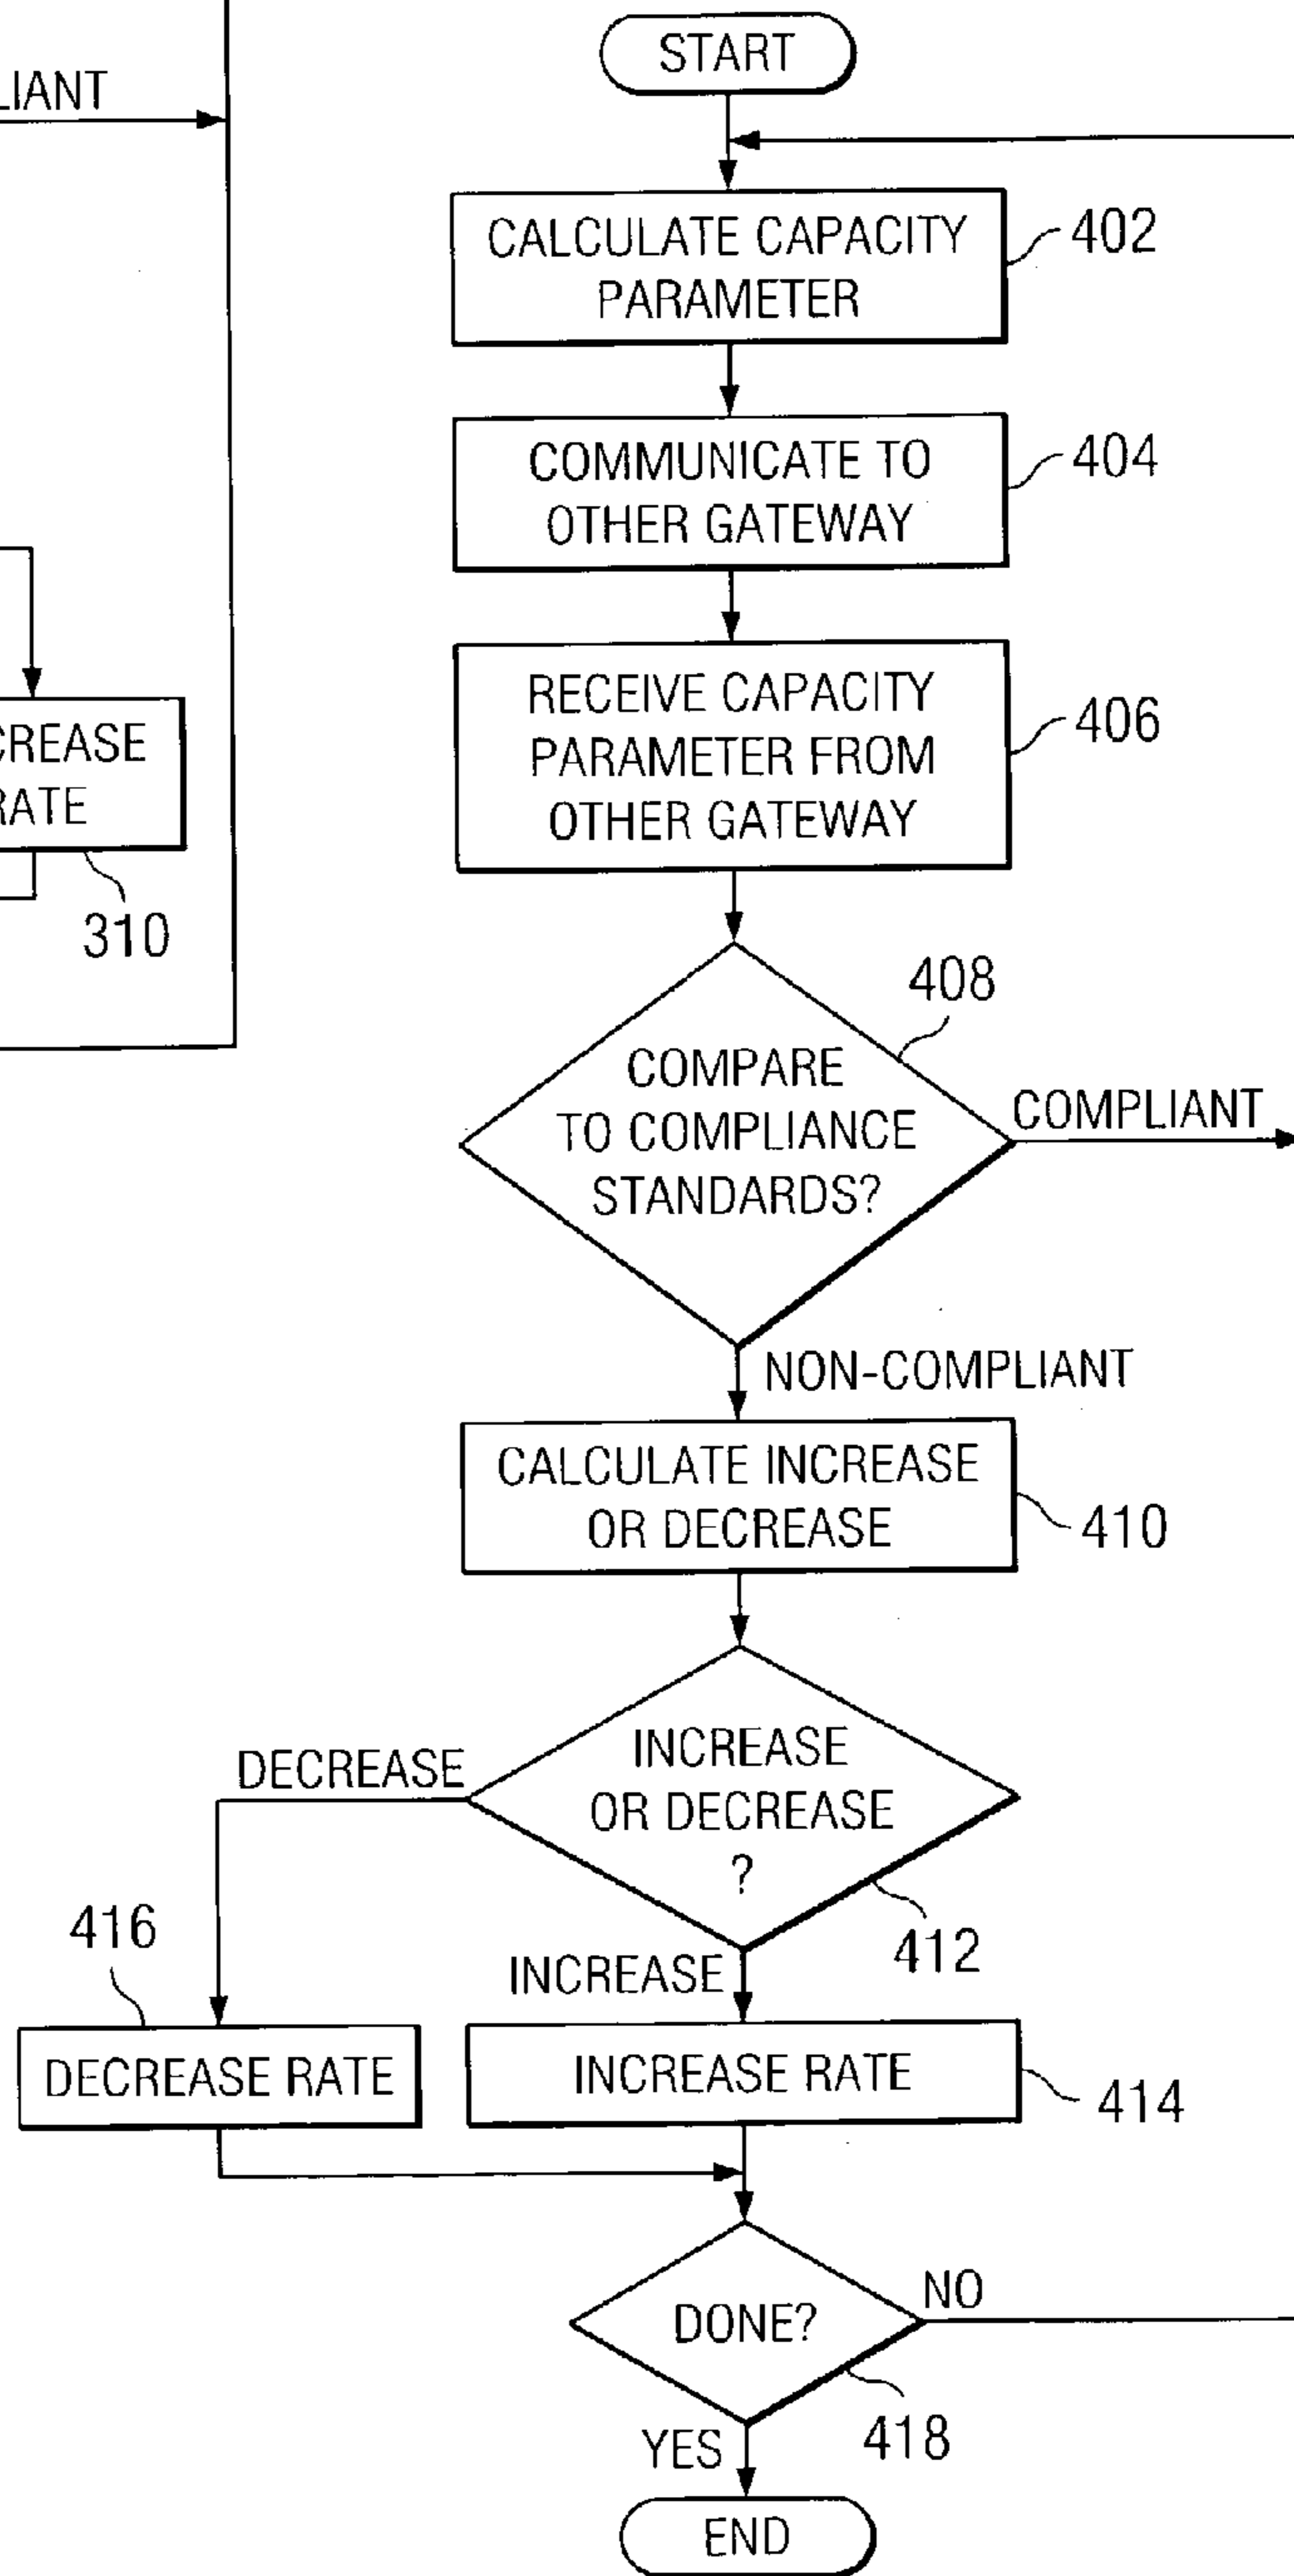 LIANT
CREASE
RATE
310
START
CALCULATE CAPACITY
PARAMETER
402
COMMUNICATE TO
OTHER GATEWAY
404
RECEIVE CAPACITY
PARAMETER FROM
OTHER GATEWAY
406
408
COMPARE
TO COMPLIANCE
STANDARDS?
COMPLIANT
NON-COMPLIANT
CALCULATE INCREASE
OR DECREASE
410
DECREASE
INCREASE
OR DECREASE
?
412
416
INCREASE
DECREASE RATE
INCREASE RATE
414
DONE?
NO
418
YES
END